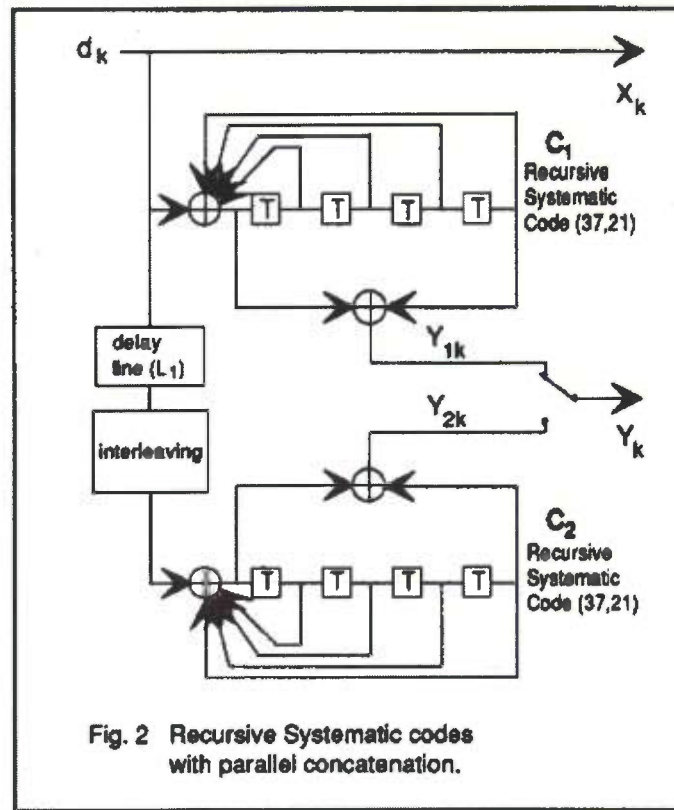 d k
X k
C 1
Recursive
Systematic
Code (37,21)
T T T T
delay
line (L 1)
Y 1k
Y k
Y 2k
interleaving
C 2
Recursive
Systematic
Code (37,21)
T T T T
Fig. 2 Recursive Systematic codes
with parallel concatenation.